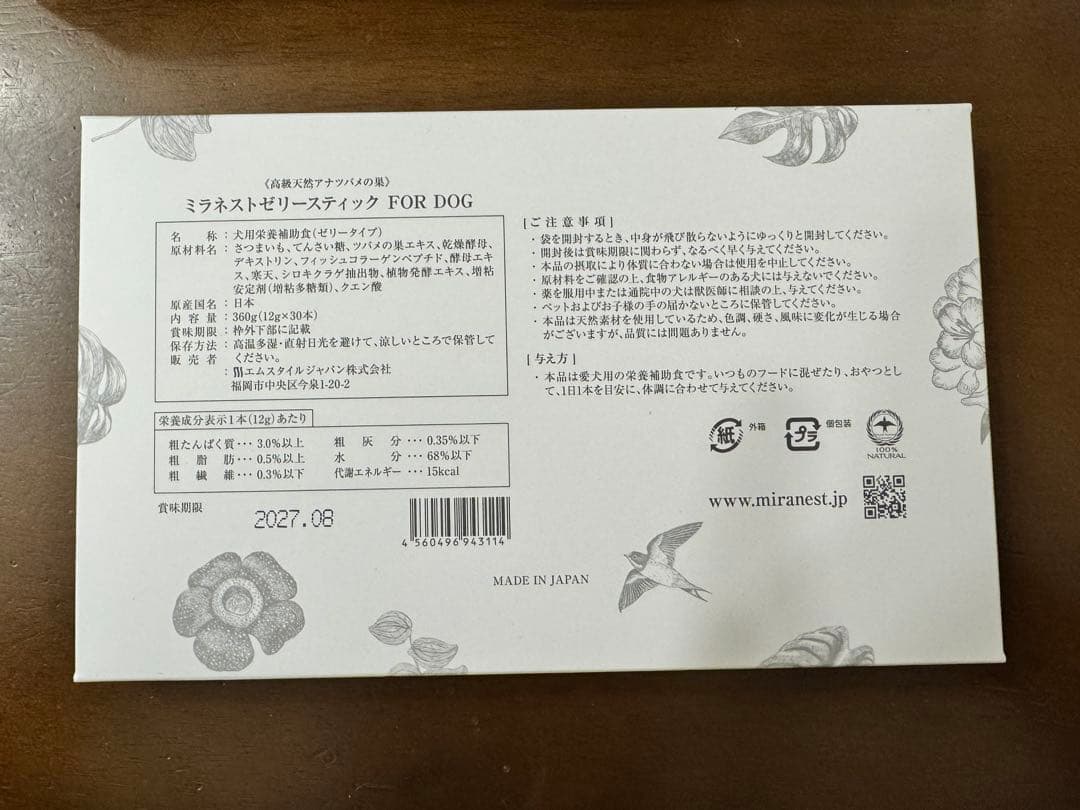 《高級天然アナツバメの巣》
ミラネストゼリースティック FOR DOG
名　称：犬用栄養補助食(ゼリータイプ)
原材料名：さつまいも、てんさい糖、ツバメの巣エキス、乾燥酵母、
デキストリン、フィッシュコラーゲンペプチド、酵母エキ
ス、寒天、シロキクラゲ抽出物、植物発酵エキス、増粘
安定剤(増粘多糖類)、クエン酸
原産国名：日本
内 容 量：360g(12g×30本)
賞味期限：枠外下部に記載
保存方法：高温多湿・直射日光を避けて、涼しいところで保管して
ください。
販 売 者：エムスタイルジャパン株式会社
福岡市中央区今泉1-20-2
栄養成分表示1本(12g)あたり
粗たんぱく質・・・3.0%以上　粗 灰 分・・・0.35%以下
粗 脂 肪・・・0.5%以上　水 分・・・68%以下
粗 繊 維・・・0.3%以下　代謝エネルギー・・・15kcal
賞味期限
2027.08
4 560496 943114
[ご注意事項]
・袋を開封するとき、中身が飛び散らないようにゆっくりと開封してください。
・開封後は賞味期限に関わらず、なるべく早く与えてください。
・本品の摂取により体質に合わない場合は使用を中止してください。
・原材料をご確認の上、食物アレルギーのある犬には与えないでください。
・薬を服用中または通院中の犬は獣医師に相談の上、与えてください。
・ペットおよびお子様の手の届かないところに保管してください。
・本品は天然素材を使用しているため、色調、硬さ、風味に変化が生じる場合
がございますが、品質には問題ありません。
[与え方]
・本品は愛犬用の栄養補助食です。いつものフードに混ぜたり、おやつとし
て、1日1本を目安に、体調に合わせて与えてください。
紙 外箱 プラ 個包装
100%
NATURAL
www.miranest.jp
MADE IN JAPAN